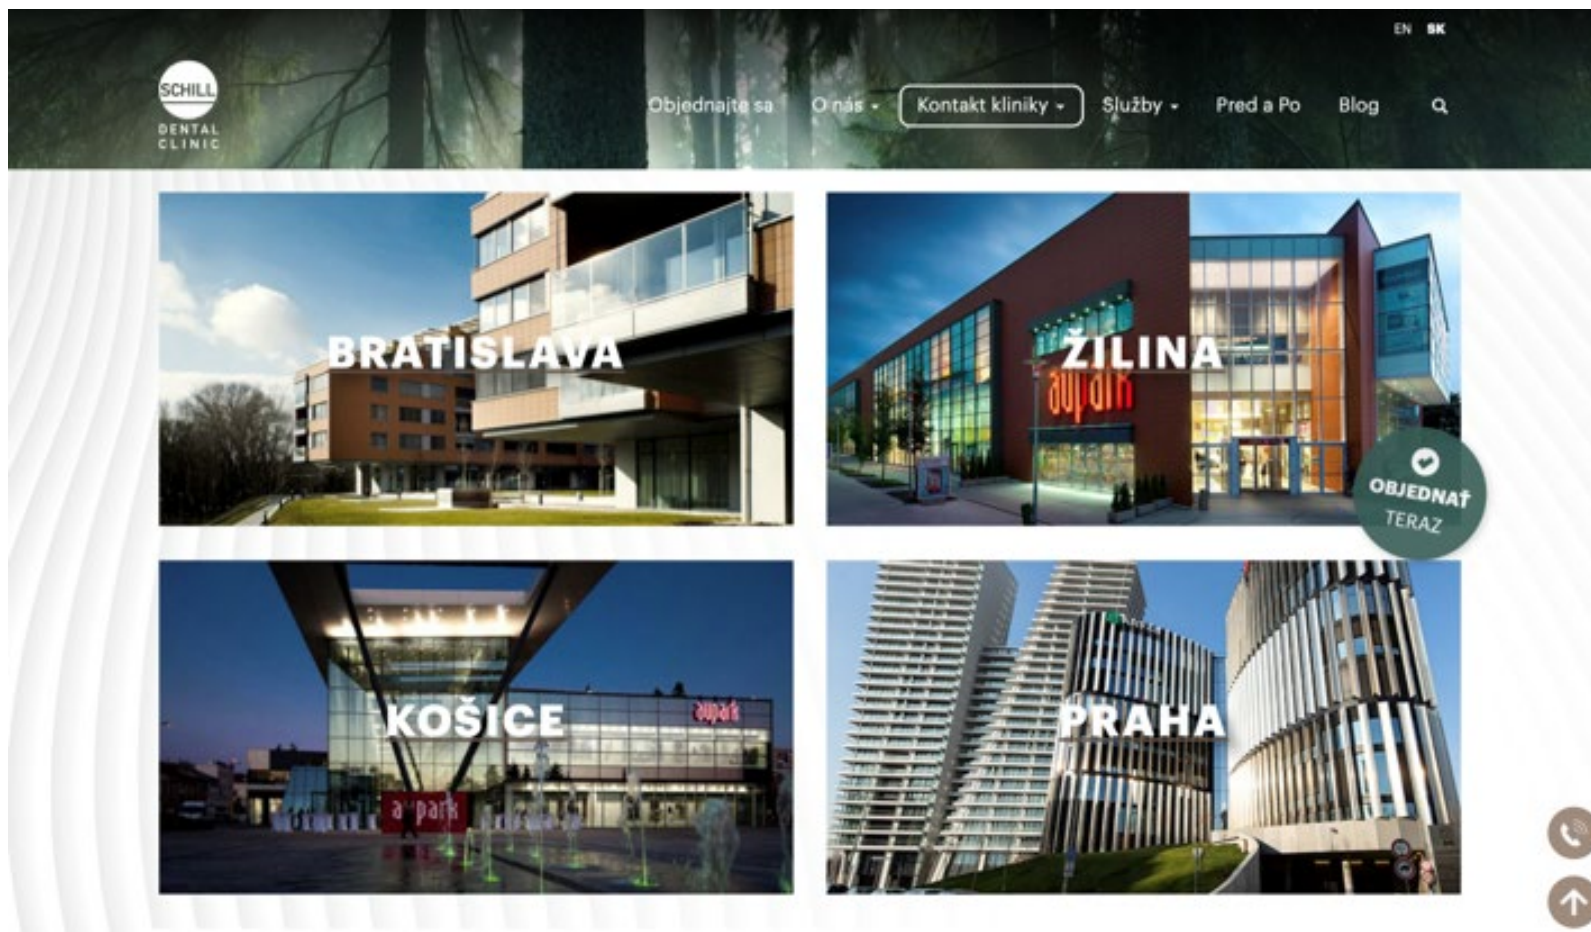 EN SK
SCHILL
DENTAL
CLINIC
Objednajte sa O nás Kontakt kliniky Služby Pred a Po Blog
BRATISLAVA
ŽILINA
aupark
OBJEDNAŤ
TERAZ
KOŠICE
aupark
aupark
PRAHA